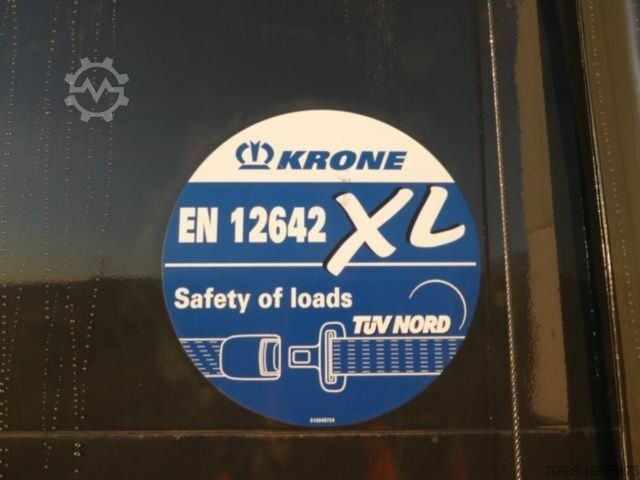 KRONE
EN 12642 XL
Safety of loads
TÜV NORD